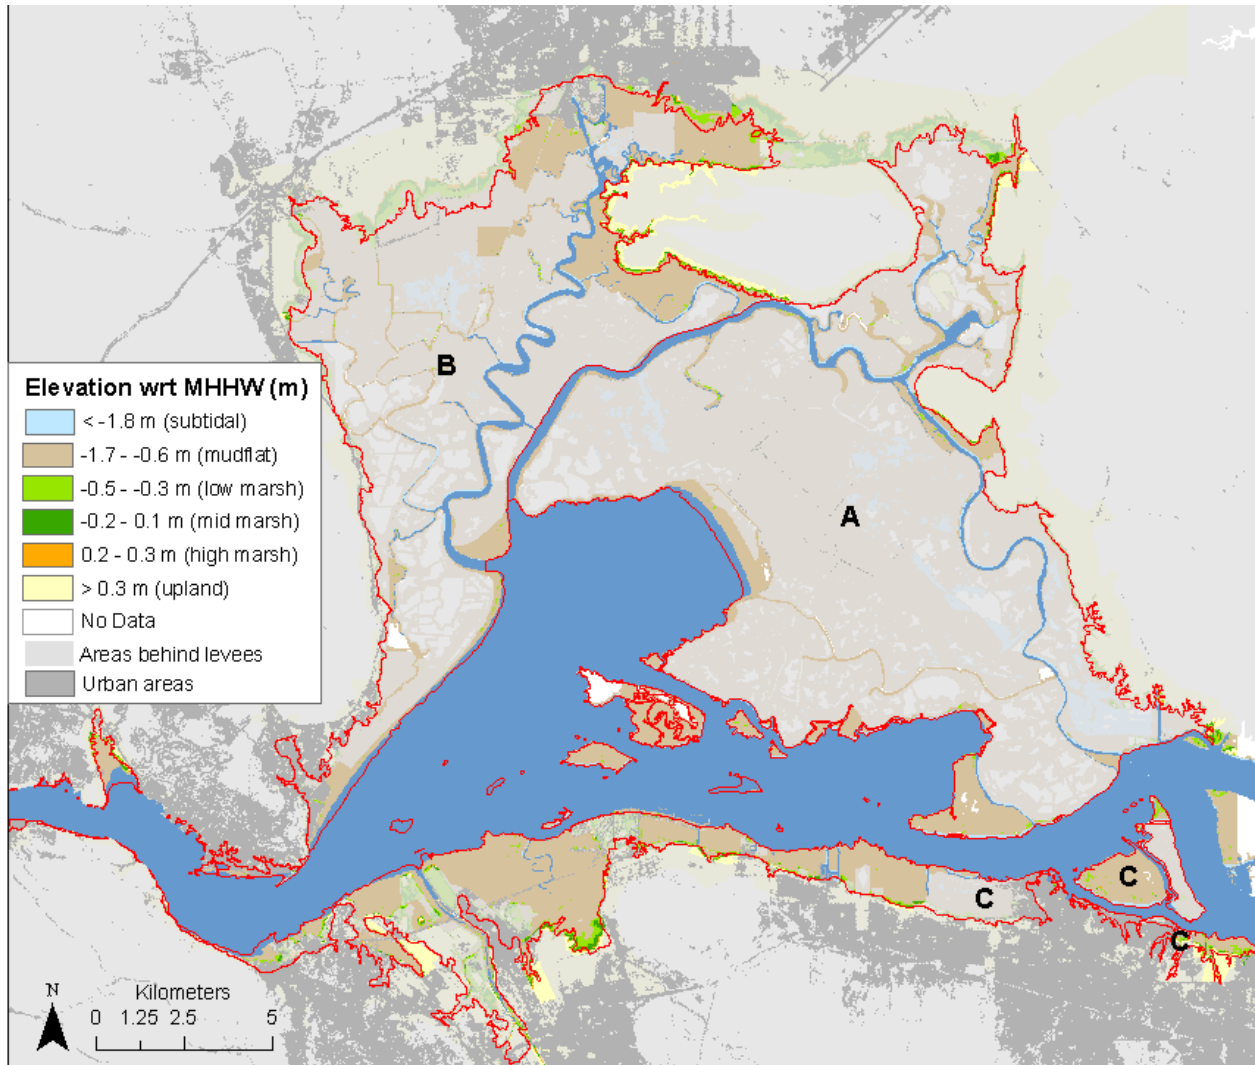 B
A
Elevation wrt MHHW (m)
< -1.8 m (subtidal)
-1.7 - -0.6 m (mudflat)
-0.5 - -0.3 m (low marsh)
-0.2 - 0.1 m (mid marsh)
0.2 - 0.3 m (high marsh)
> 0.3 m (upland)
No Data
Areas behind levees
Urban areas
C
C
C
N
Kilometers
0 1.25 2.5 5